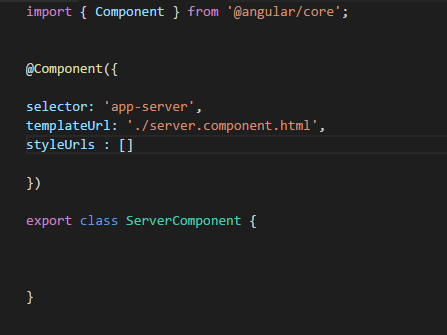 import { Component } from '@angular/core';
@Component({
selector: 'app-server',
templateUrl: './server.component.html',
styleUrls : []
})
export class ServerComponent {
}